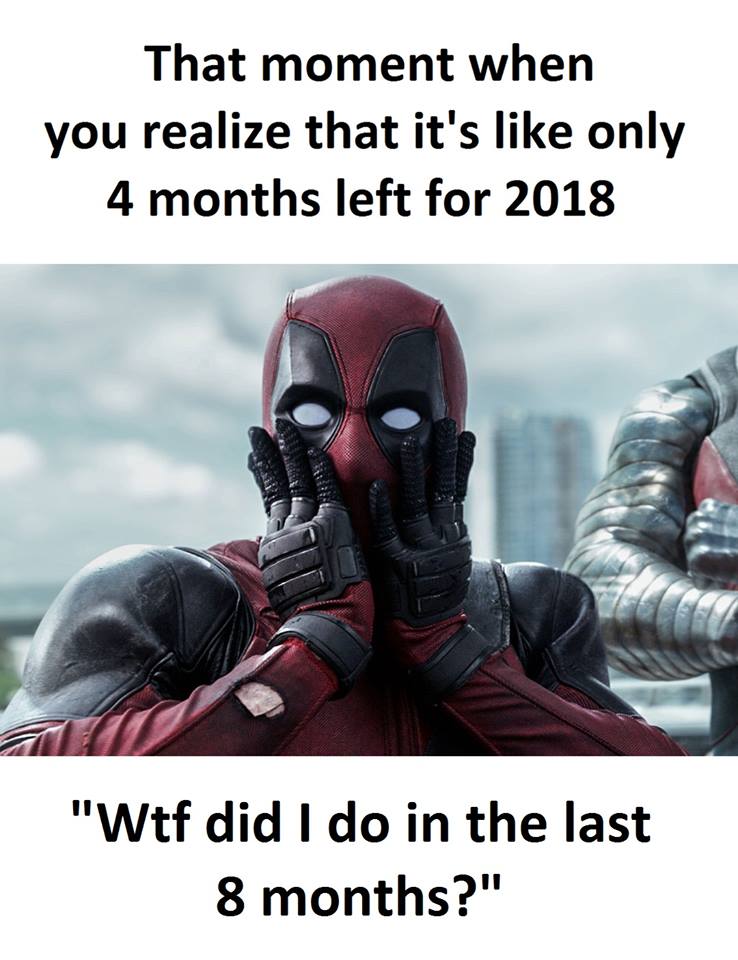 That moment when
you realize that it's like only
4 months left for 2018
"Wtf did I do in the last
8 months?"